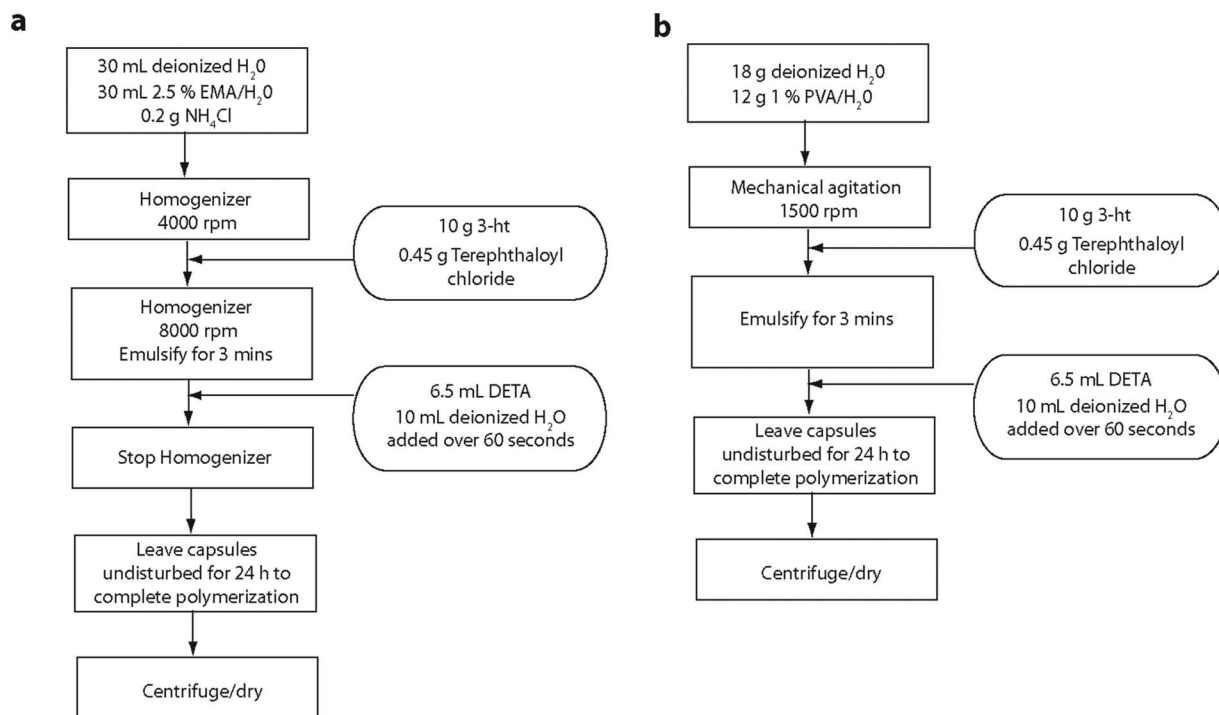 a
30 mL deionized H₂0
30 mL 2.5 % EMA/H₂0
0.2 g NH₄Cl
Homogenizer
4000 rpm
10 g 3-ht
0.45 g Terephthaloyl
chloride
Homogenizer
8000 rpm
Emulsify for 3 mins
6.5 mL DETA
10 mL deionized H₂O
added over 60 seconds
Stop Homogenizer
Leave capsules
undisturbed for 24 h to
complete polymerization
Centrifuge/dry
b
18 g deionized H₂0
12 g 1 % PVA/H₂0
Mechanical agitation
1500 rpm
10 g 3-ht
0.45 g Terephthaloyl
chloride
Emulsify for 3 mins
6.5 mL DETA
10 mL deionized H₂O
added over 60 seconds
Leave capsules
undisturbed for 24 h to
complete polymerization
Centrifuge/dry